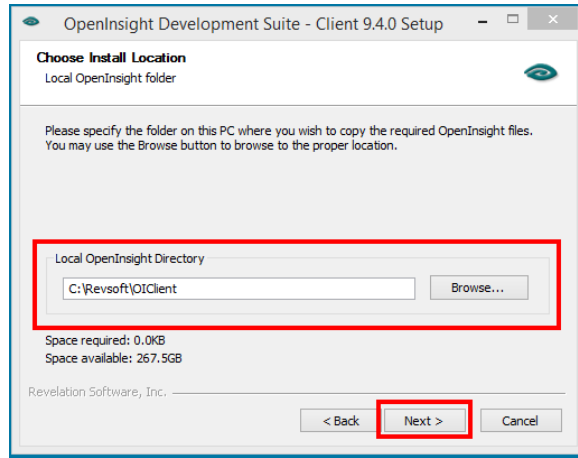 OpenInsight Development Suite - Client 9.4.0 Setup
Choose Install Location
Local OpenInsight folder
Please specify the folder on this PC where you wish to copy the required OpenInsight files.
You may use the Browse button to browse to the proper location.
Local OpenInsight Directory
C:\Revsoft\OIClient
Browse...
Space required: 0.0KB
Space available: 267.5GB
Revelation Software, Inc.
< Back
Next >
Cancel